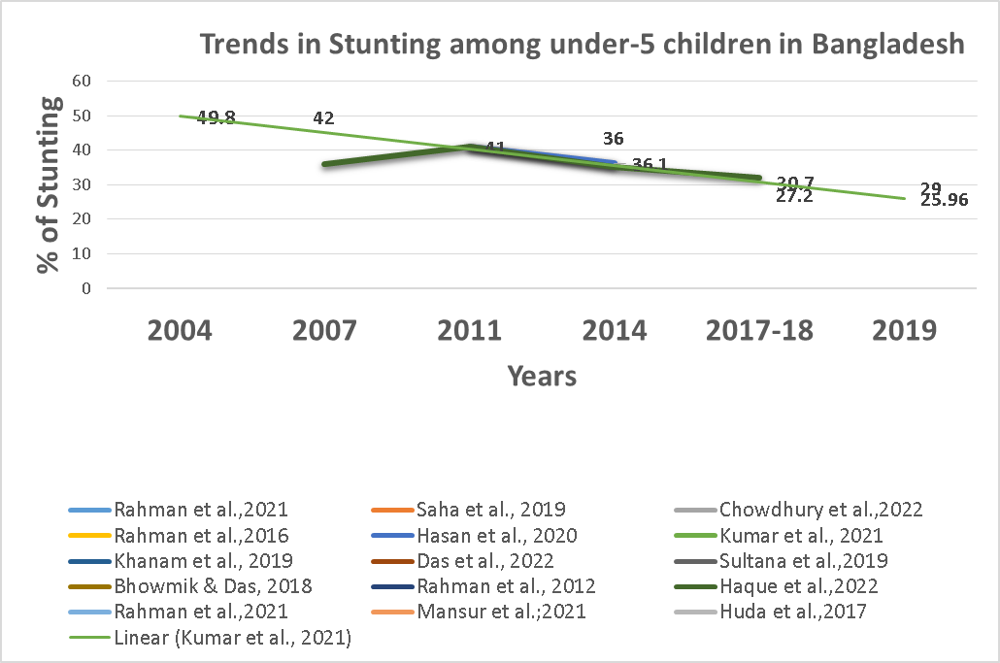 Trends in Stunting among under-5 children in Bangladesh
60
50
40
30
20
10
0
% of Stunting
49.8
42
41
36
36.1
30.7
27.2
29
25.96
2004 2007 2011 2014 2017-18 2019
Years
Rahman et al.,2021 Saha et al., 2019 Chowdhury et al.,2022
Rahman et al.,2016 Hasan et al., 2020 Kumar et al., 2021
Khanam et al., 2019 Das et al., 2022 Sultana et al.,2019
Bhowmik & Das, 2018 Rahman et al., 2012 Haque et al.,2022
Rahman et al.,2021 Mansur et al.;2021 Huda et al.,2017
Linear (Kumar et al., 2021)